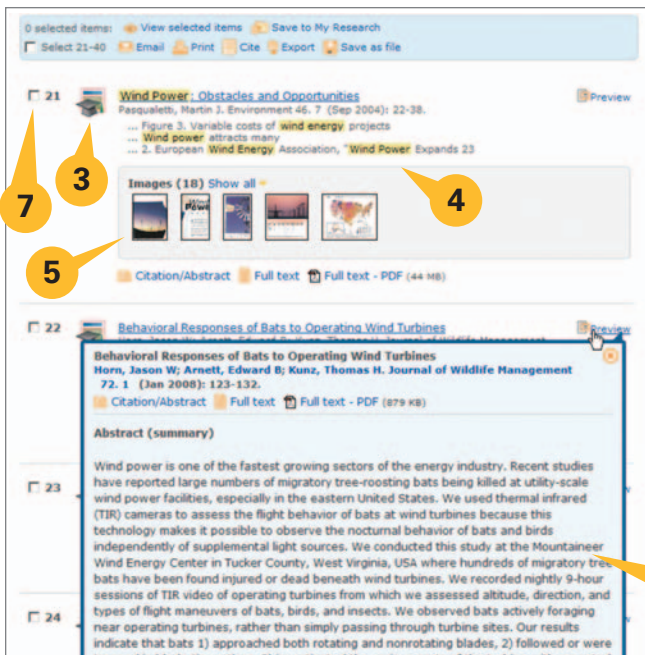 0 selected items: View selected items Save to My Research
Select 21-40 Email Print Cite Export Save as file
21 Wind Power: Obstacles and Opportunities Preview
Pasqualetti, Martin J. Environment 46. 7 (Sep 2004): 22-38.
... Figure 3. Variable costs of wind energy projects
... Wind power attracts many
... 2. European Wind Energy Association, "Wind Power Expands 23
3
7
4
Images (18) Show all
5
Citation/Abstract Full text Full text - PDF (44 MB)
22 Behavioral Responses of Bats to Operating Wind Turbines Preview
Behavioral Responses of Bats to Operating Wind Turbines
Horn, Jason W; Arnett, Edward B; Kunz, Thomas H. Journal of Wildlife Management
72. 1 (Jan 2008): 123-132.
Citation/Abstract Full text Full text - PDF (879 KB)
Abstract (summary)
Wind power is one of the fastest growing sectors of the energy industry. Recent studies
have reported large numbers of migratory tree-roosting bats being killed at utility-scale
23 wind power facilities, especially in the eastern United States. We used thermal infrared
(TIR) cameras to assess the flight behavior of bats at wind turbines because this
technology makes it possible to observe the nocturnal behavior of bats and birds
independently of supplemental light sources. We conducted this study at the Mountaineer
Wind Energy Center in Tucker County, West Virginia, USA where hundreds of migratory tree
bats have been found injured or dead beneath wind turbines. We recorded nightly 9-hour
sessions of TIR video of operating turbines from which we assessed altitude, direction, and
24 types of flight maneuvers of bats, birds, and insects. We observed bats actively foraging
near operating turbines, rather than simply passing through turbine sites. Our results
indicate that bats 1) approached both rotating and nonrotating blades, 2) followed or were